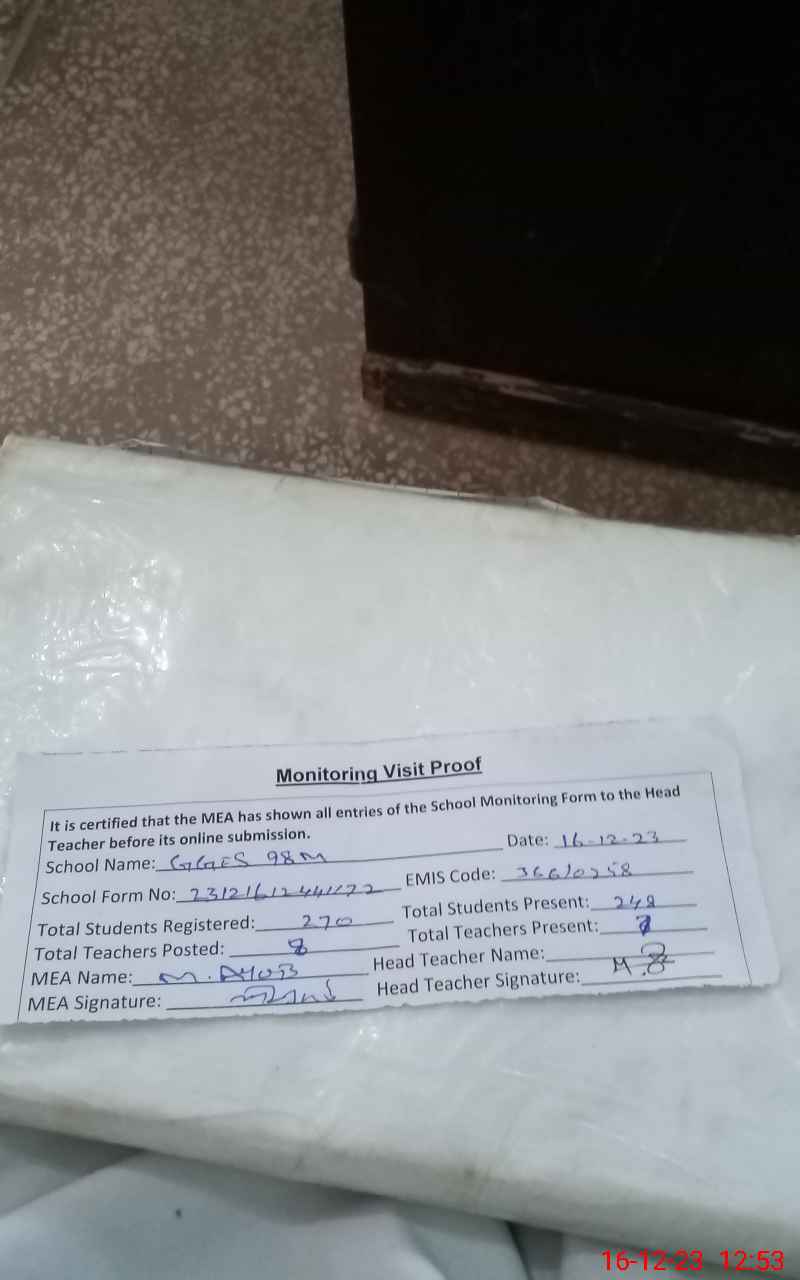 Monitoring Visit Proof
It is certified that the MEA has shown all entries of the School Monitoring Form to the Head
Teacher before its online submission.
Date: 16-12-23
School Name: GGES 98M
School Form No: EMIS Code: 36610258
Total Students Registered: 270 Total Students Present: 248
Total Teachers Posted: 8 Total Teachers Present: 7
MEA Name: M. AYUB Head Teacher Name:
MEA Signature: Head Teacher Signature:
16-12-23 12:53